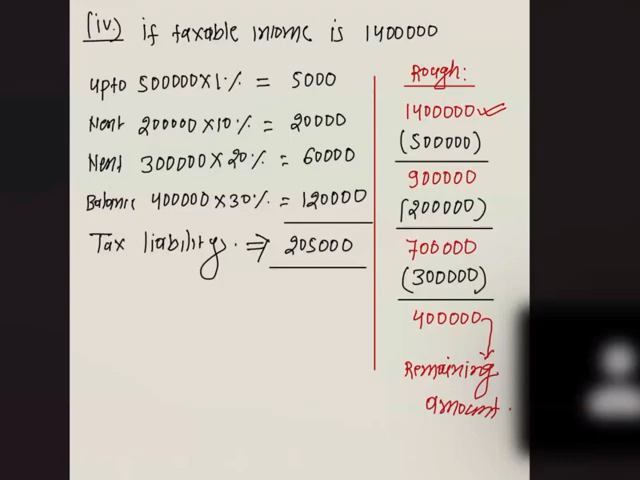 (iv.) if taxable income is 1400000
upto 500000 X 1% = 5000
Next 200000 X 10% = 20000
Next 300000 X 20% = 60000
Balance 400000 X 30% = 120000
Tax liability. ⇒ 205000
Rough:
1400000 ✓
(500000)
900000
(200000)
700000
(300000)
400000
Remaining
amount.